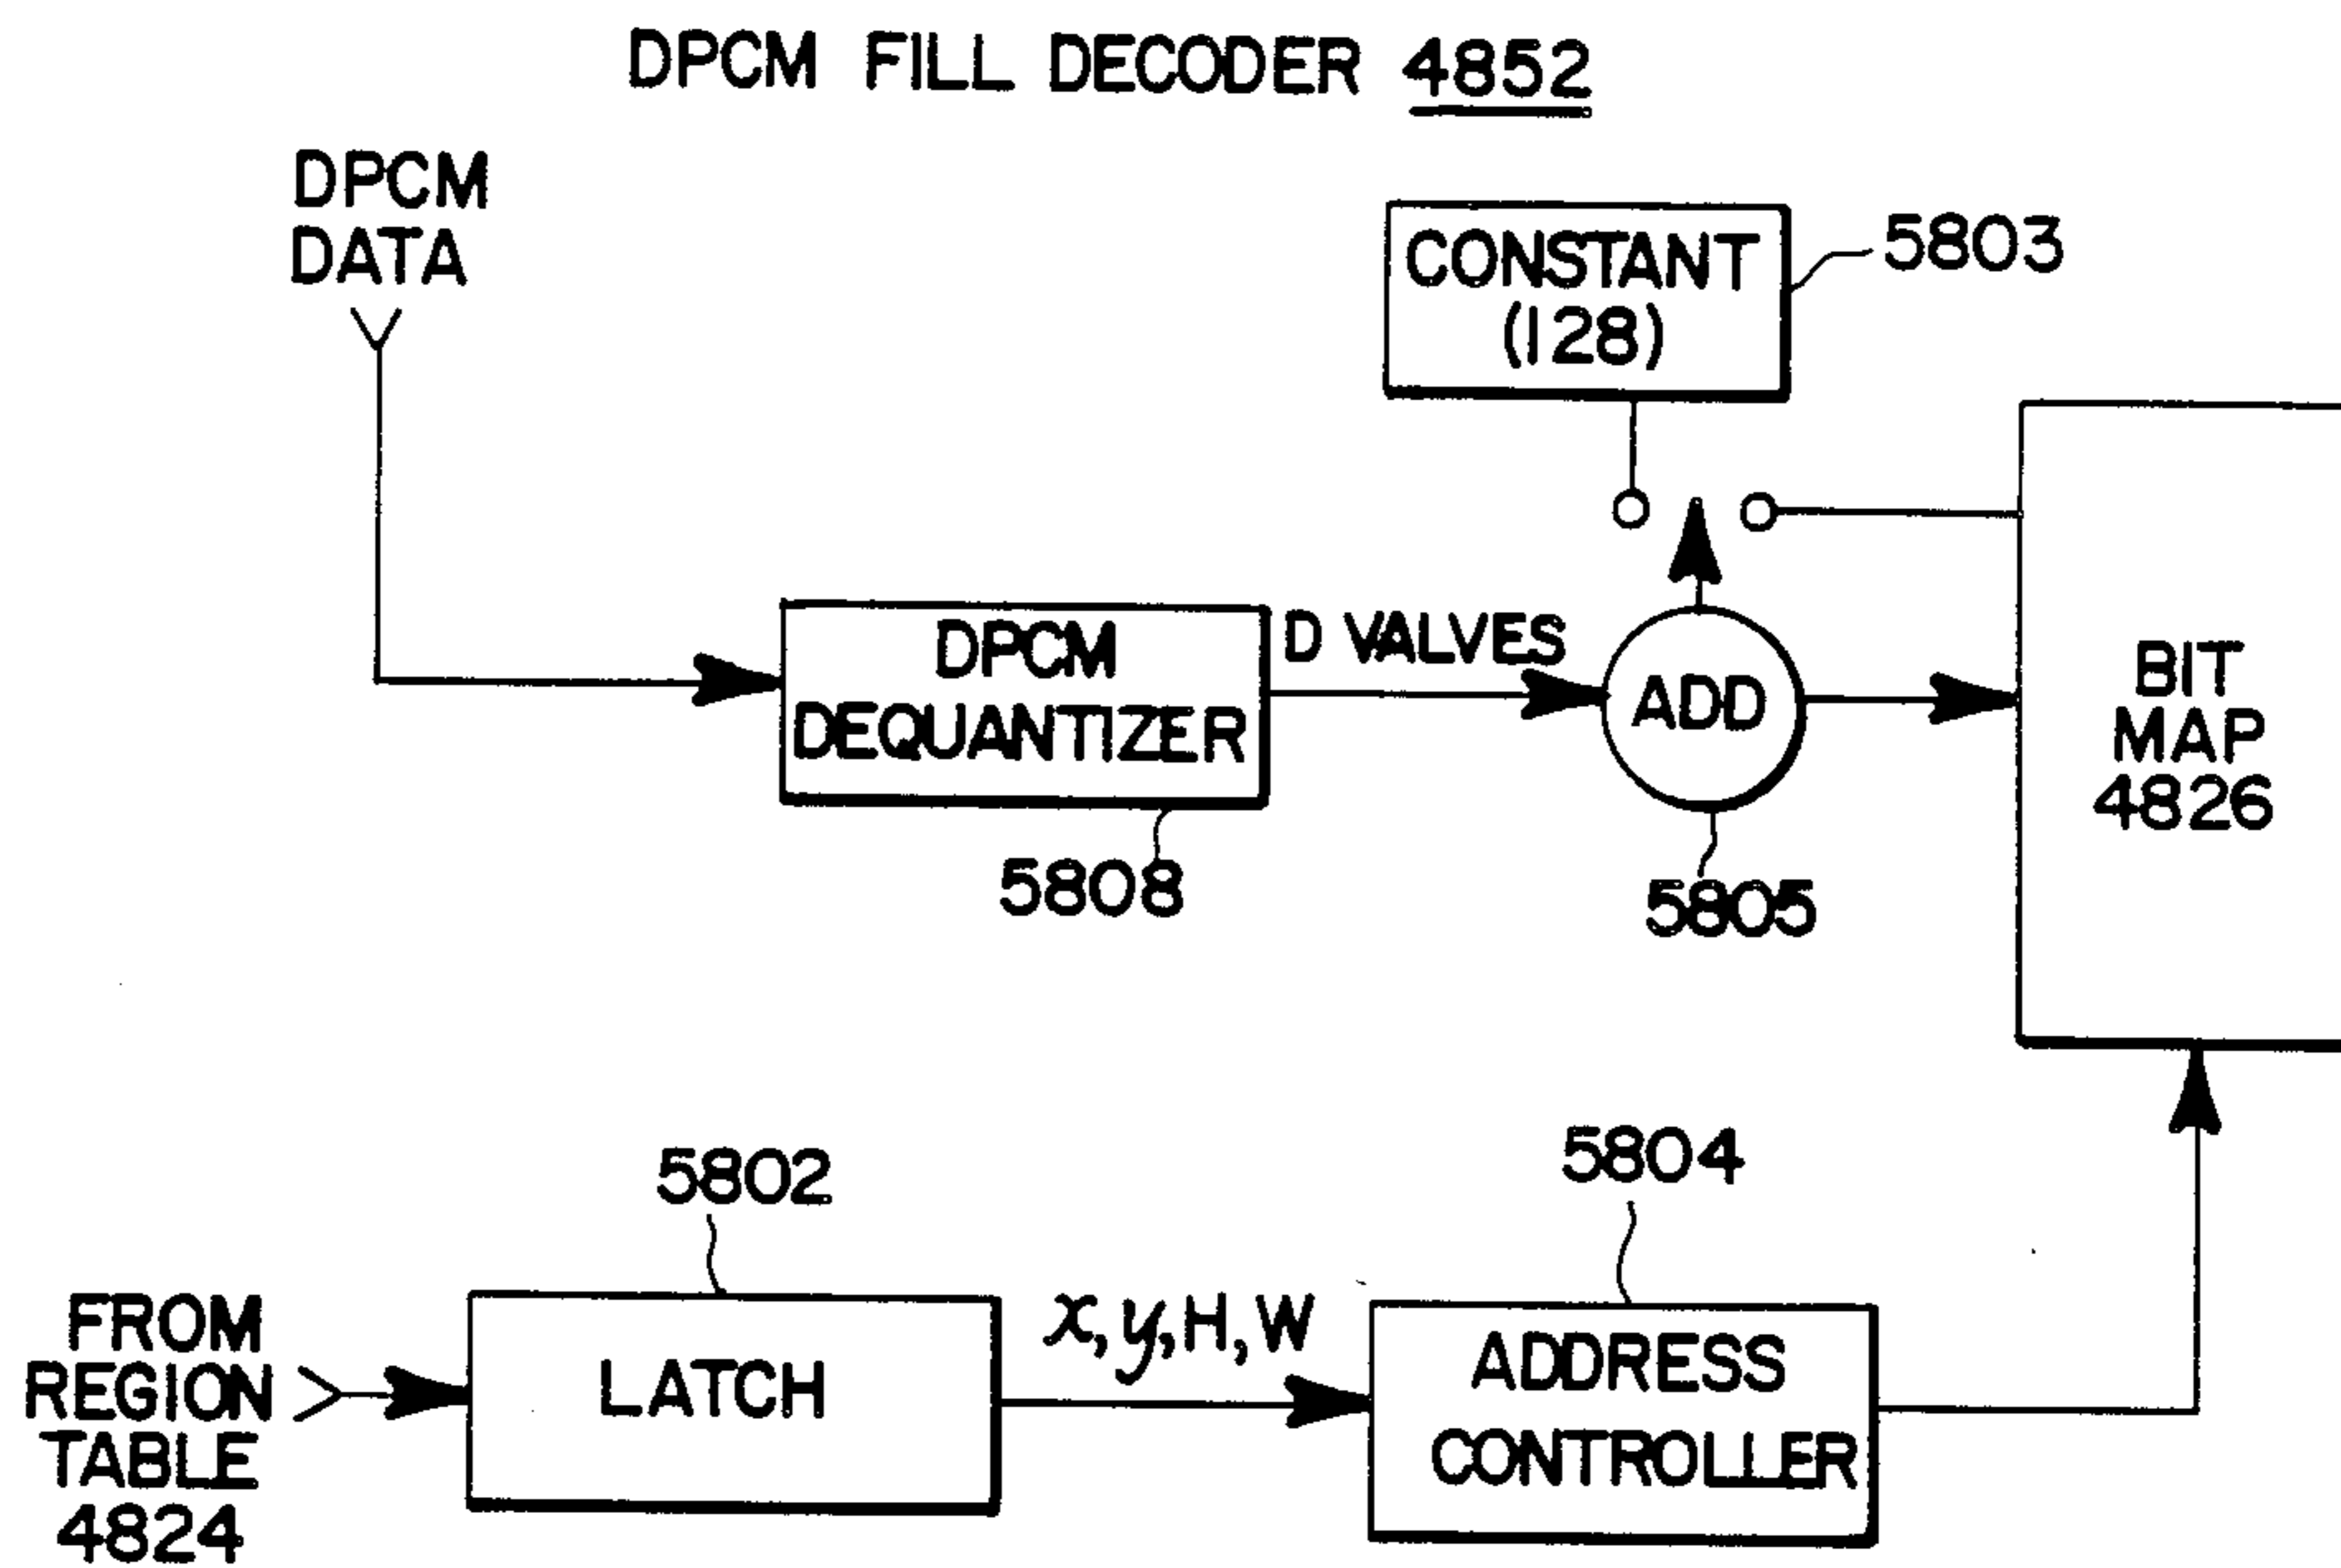 DPCM FILL DECODER 4852
DPCM
DATA
CONSTANT
(128)
5803
DPCM
DEQUANTIZER
5808
D VALVES
ADD
5805
BIT
MAP
4826
5802
5804
FROM
REGION
TABLE
4824
LATCH
x, y, H, W
ADDRESS
CONTROLLER